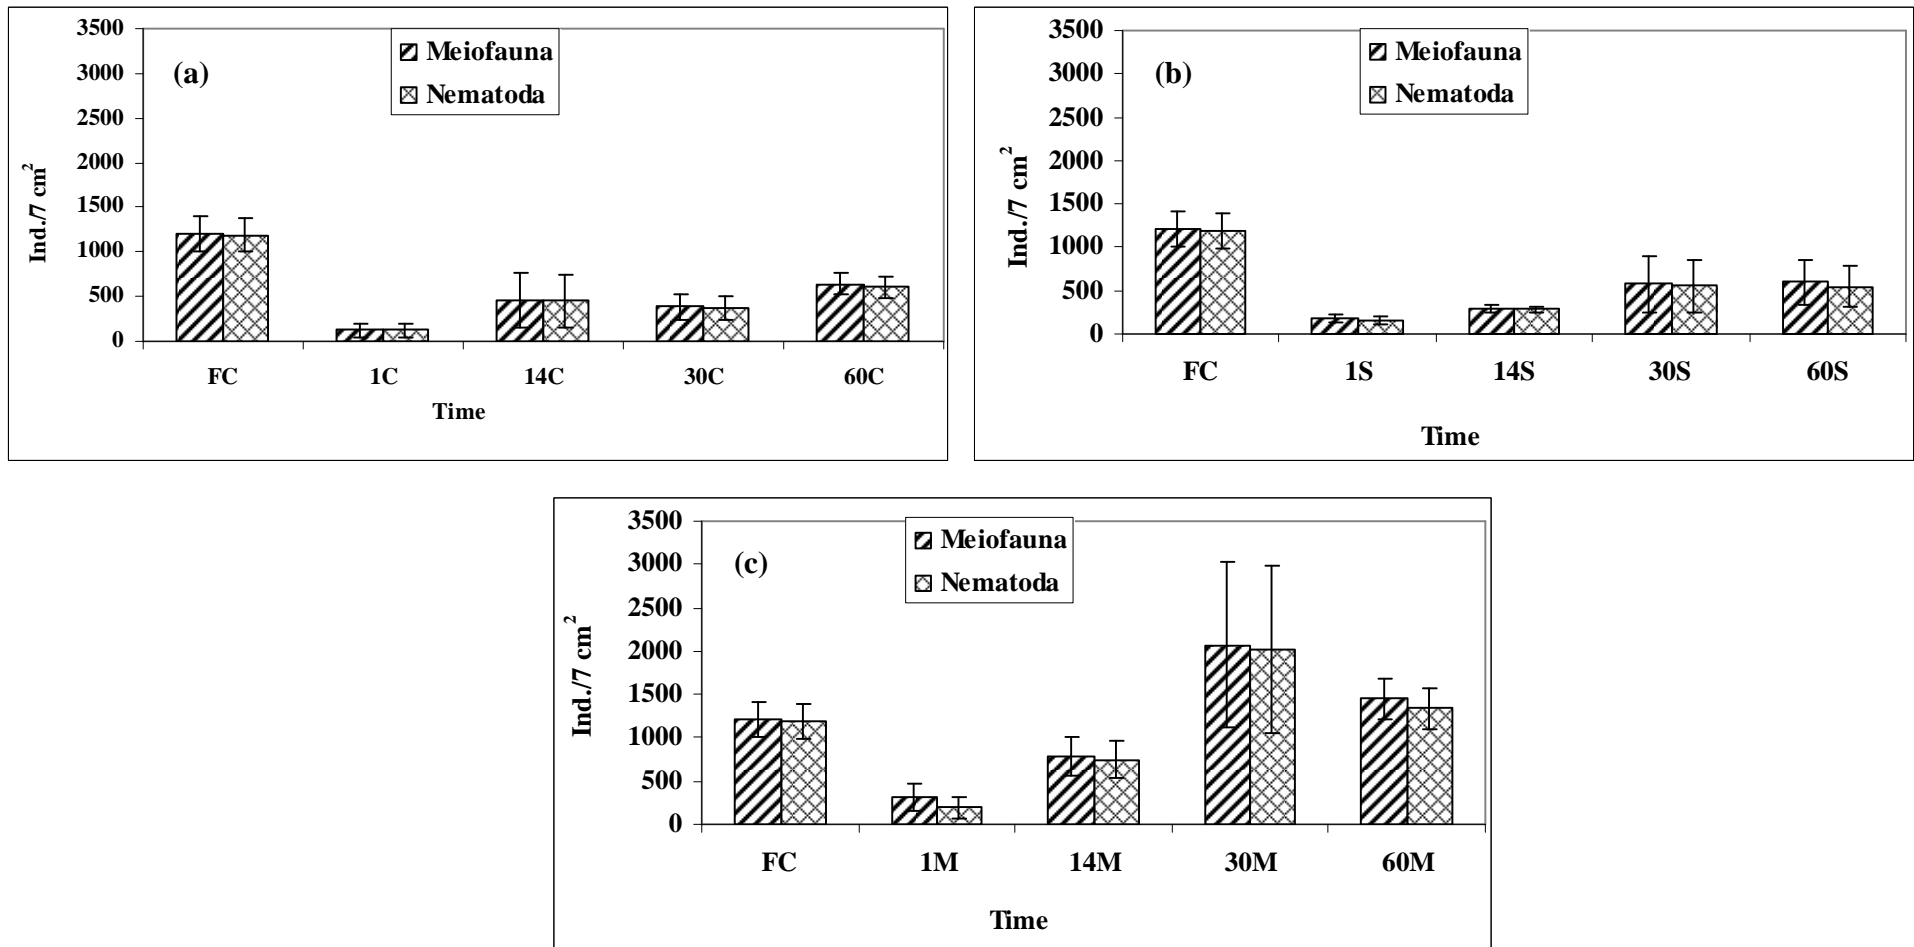 (a)
Meiofauna
Nematoda
3500
3000
2500
2000
1500
1000
500
0
Ind./7 cm²
FC 1C 14C 30C 60C
Time
(b)
Meiofauna
Nematoda
3500
3000
2500
2000
1500
1000
500
0
Ind./7 cm²
FC 1S 14S 30S 60S
Time
(c)
Meiofauna
Nematoda
3500
3000
2500
2000
1500
1000
500
0
Ind./7 cm²
FC 1M 14M 30M 60M
Time